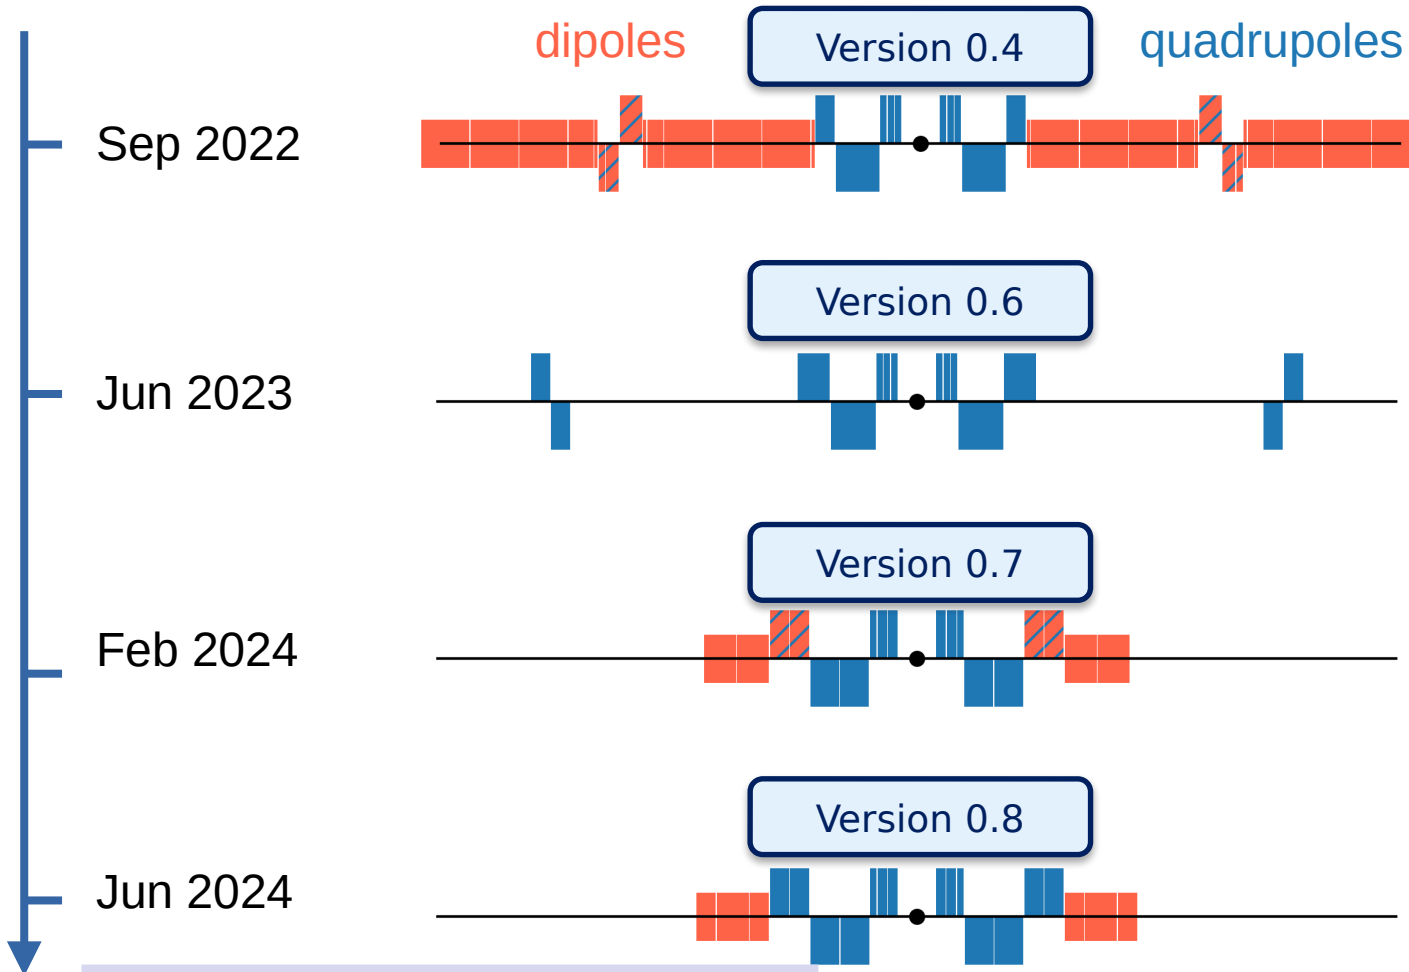 dipoles
Version 0.4
quadrupoles
Sep 2022
Version 0.6
Jun 2023
Version 0.7
Feb 2024
Version 0.8
Jun 2024